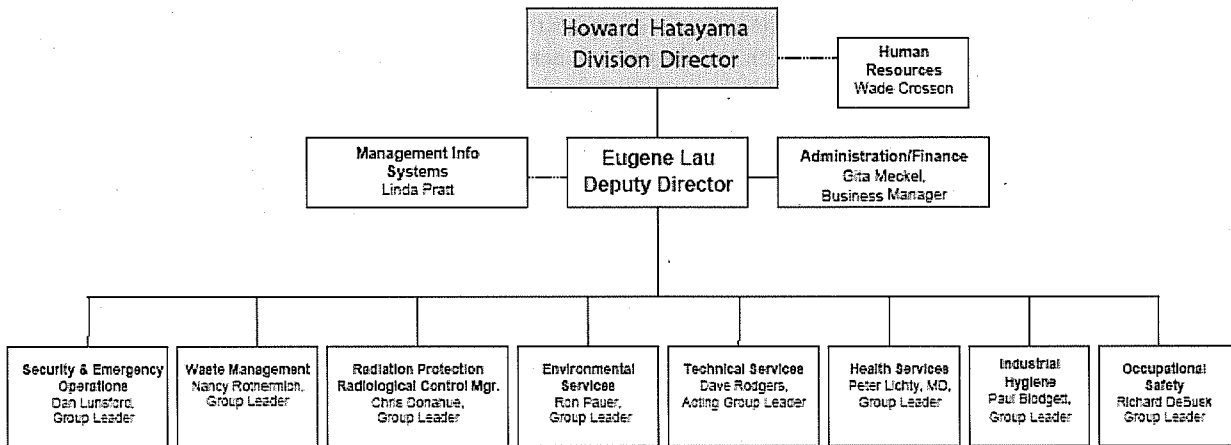 Howard Hatayama
Division Director
Human
Resources
Wade Crosson
Management Info
Systems
Linda Pratt
Eugene Lau
Deputy Director
Administration/Finance
Gita Meckel,
Business Manager
Security & Emergency
Operations
Dan Lunsford,
Group Leader
Waste Management
Nancy Rothermich,
Group Leader
Radiation Protection
Radiological Control Mgr.
Chris Donahue,
Group Leader
Environmental
Services
Ron Pauer,
Group Leader
Technical Services
Dave Rodgers,
Acting Group Leader
Health Services
Peter Lichty, MD,
Group Leader
Industrial
Hygiene
Paul Blodgett,
Group Leader
Occupational
Safety
Richard DeBusk
Group Leader